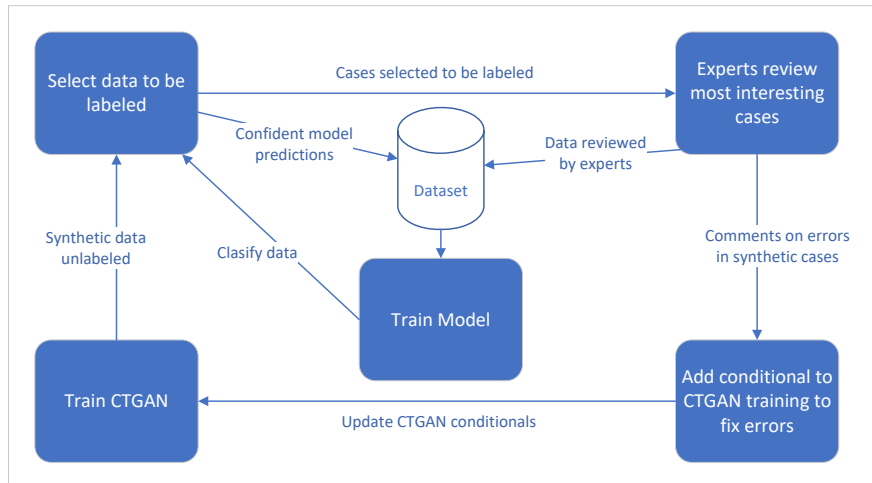 Select data to be
labeled
Cases selected to be labeled
Experts review
most interesting
cases
Confident model
predictions
Data reviewed
by experts
Dataset
Synthetic data
unlabeled
Clasify data
Comments on errors
in synthetic cases
Train Model
Train CTGAN
Update CTGAN conditionals
Add conditional to
CTGAN training to
fix errors